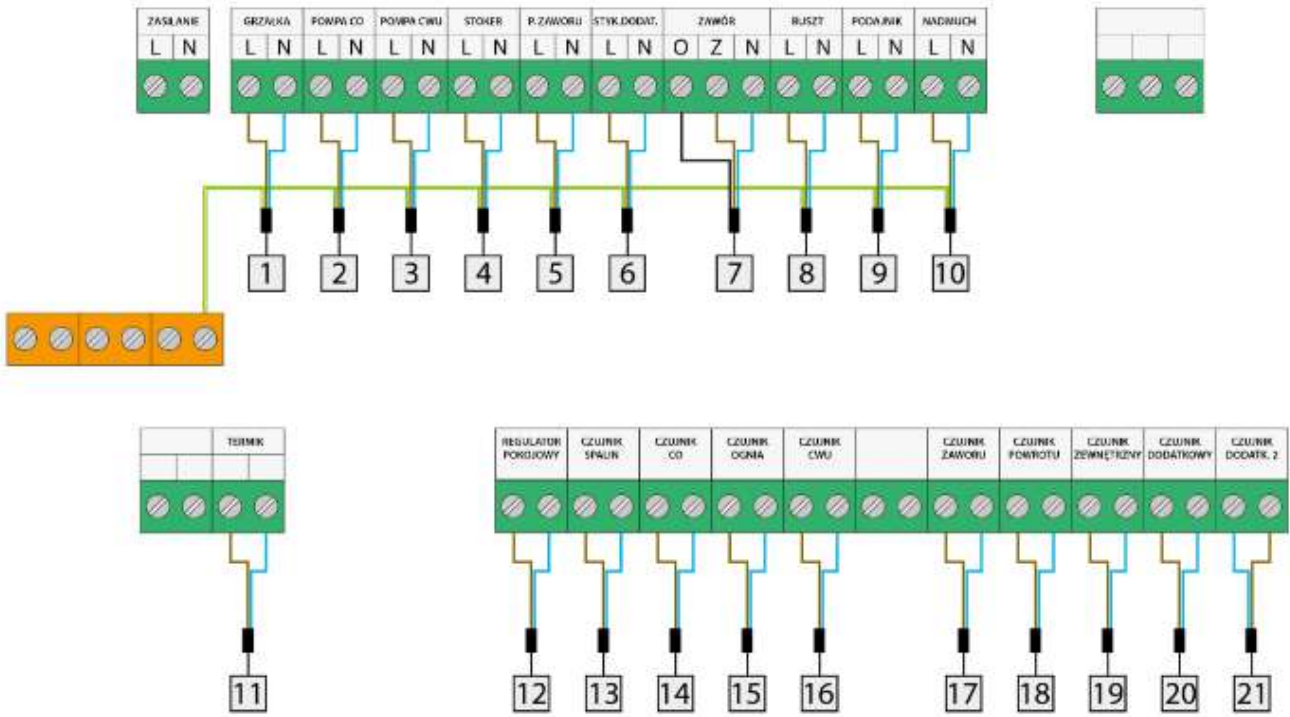 ZASILANIE GRZAŁKA POMPA CO POMPA CWU STOKER P. ZAWORU STYK.DODAT. ZAWÓR RUSZT PODAJNIK NADMUCH
L N L N L N L N L N L N L N O Z N L N L N L N
1 2 3 4 5 6 7 8 9 10
TERMIK REGULATOR CZUJNIK CZUJNIK CZUJNIK CZUJNIK CZUJNIK CZUJNIK CZUJNIK CZUJNIK CZUJNIK
POKOJOWY SPALIN CO OGNIA CWU ZAWORU POWROTU ZEWNĘTRZNY DODATKOWY DODATK. 2
11 12 13 14 15 16 17 18 19 20 21